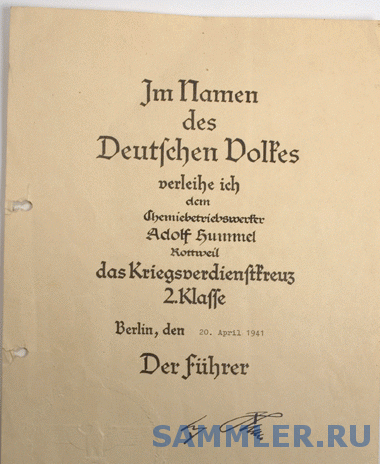 Im Namen
des
Deutschen Volkes
verleihe ich
dem
Chemiebetriebswerker
Adolf Hummel
Rottweil
das Kriegsverdienstkreuz
2.Klasse
Berlin, den 20. April 1941
Der Führer
SAMMLER.RU